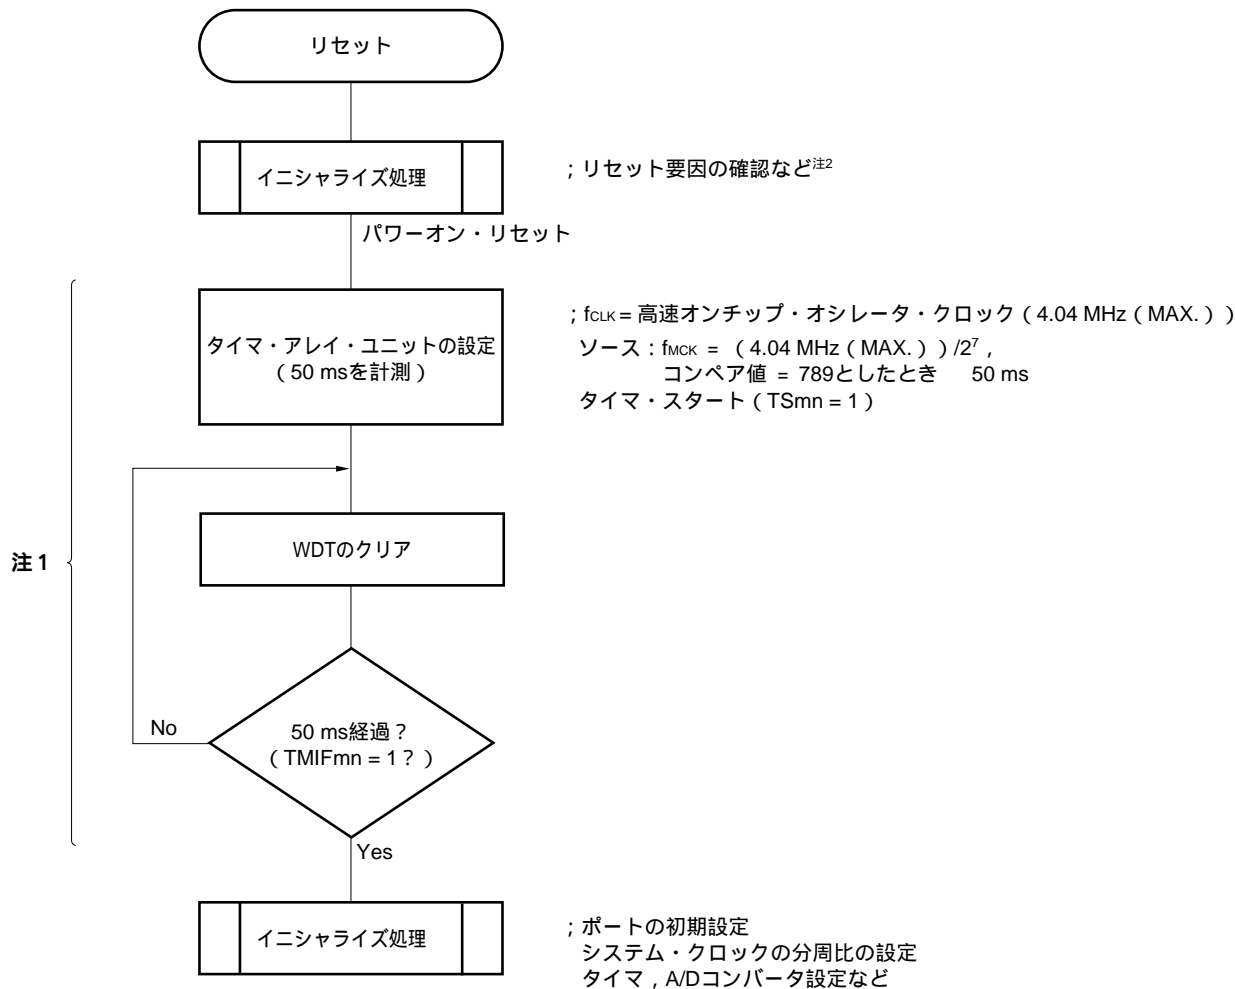 リセット
イニシャライズ処理
；リセット要因の確認など注2
パワーオン・リセット
タイマ・アレイ・ユニットの設定
（50 msを計測）
；fCLK = 高速オンチップ・オシレータ・クロック（4.04 MHz（MAX.））
ソース：fMCK = （4.04 MHz（MAX.））/2⁷，
コンペア値 = 789としたとき 50 ms
タイマ・スタート（TSmn = 1）
WDTのクリア
注1
No
50 ms経過？
（TMIFmn = 1？）
Yes
イニシャライズ処理
；ポートの初期設定
システム・クロックの分周比の設定
タイマ，A/Dコンバータ設定など